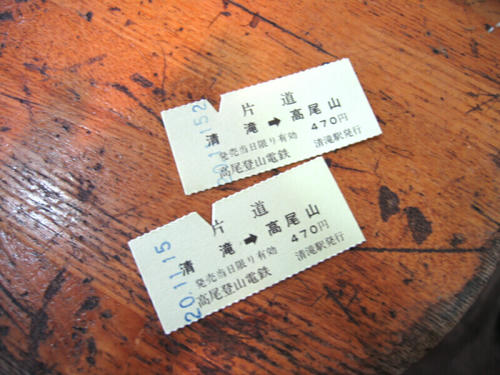 片道
清滝➡高尾山
発売当日限り有効 470円
高尾登山電鉄 清滝駅発行
片道
清滝➡高尾山
発売当日限り有効 470円
高尾登山電鉄 清滝駅発行
20.11.15